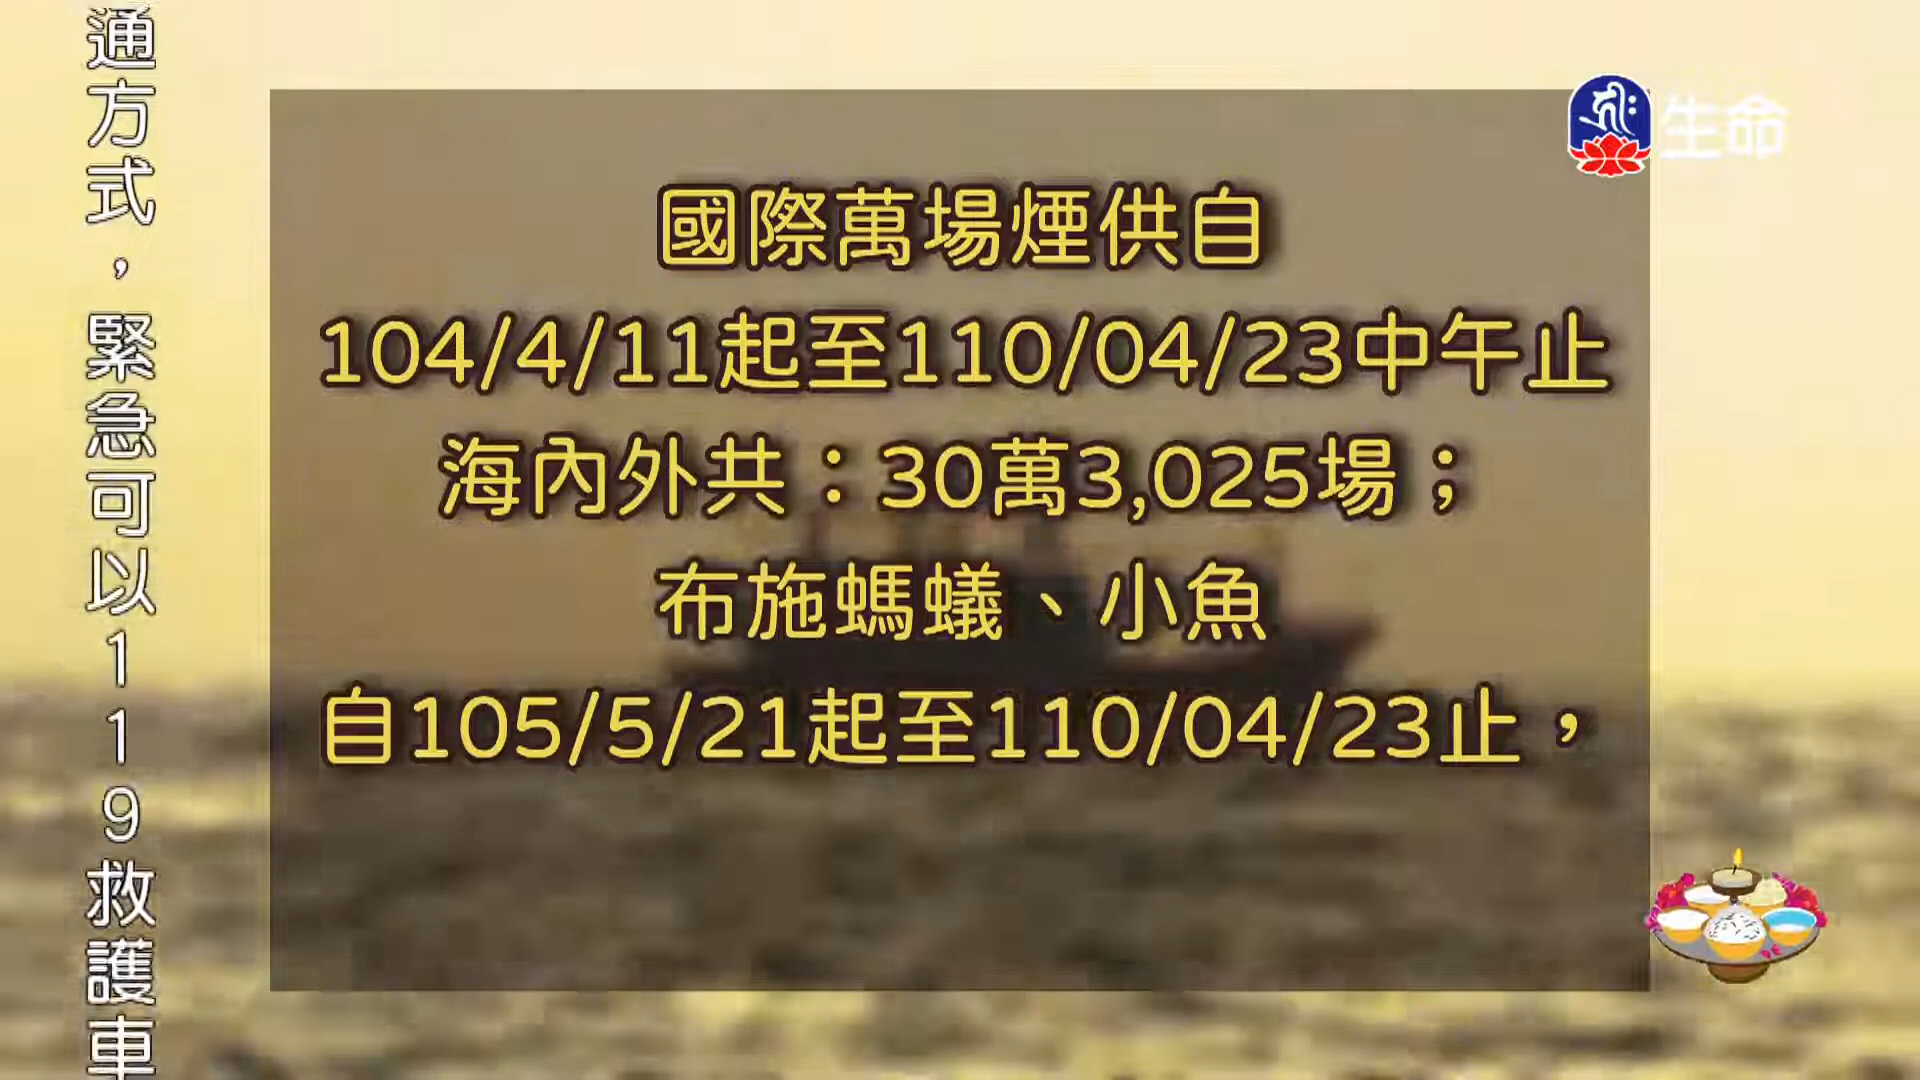 國際萬場煙供自
104/4/11起至110/04/23中午止
海內外共：30萬3,025場；
布施螞蟻、小魚
自105/5/21起至110/04/23止，
生命
通方式，緊急可以119救護車